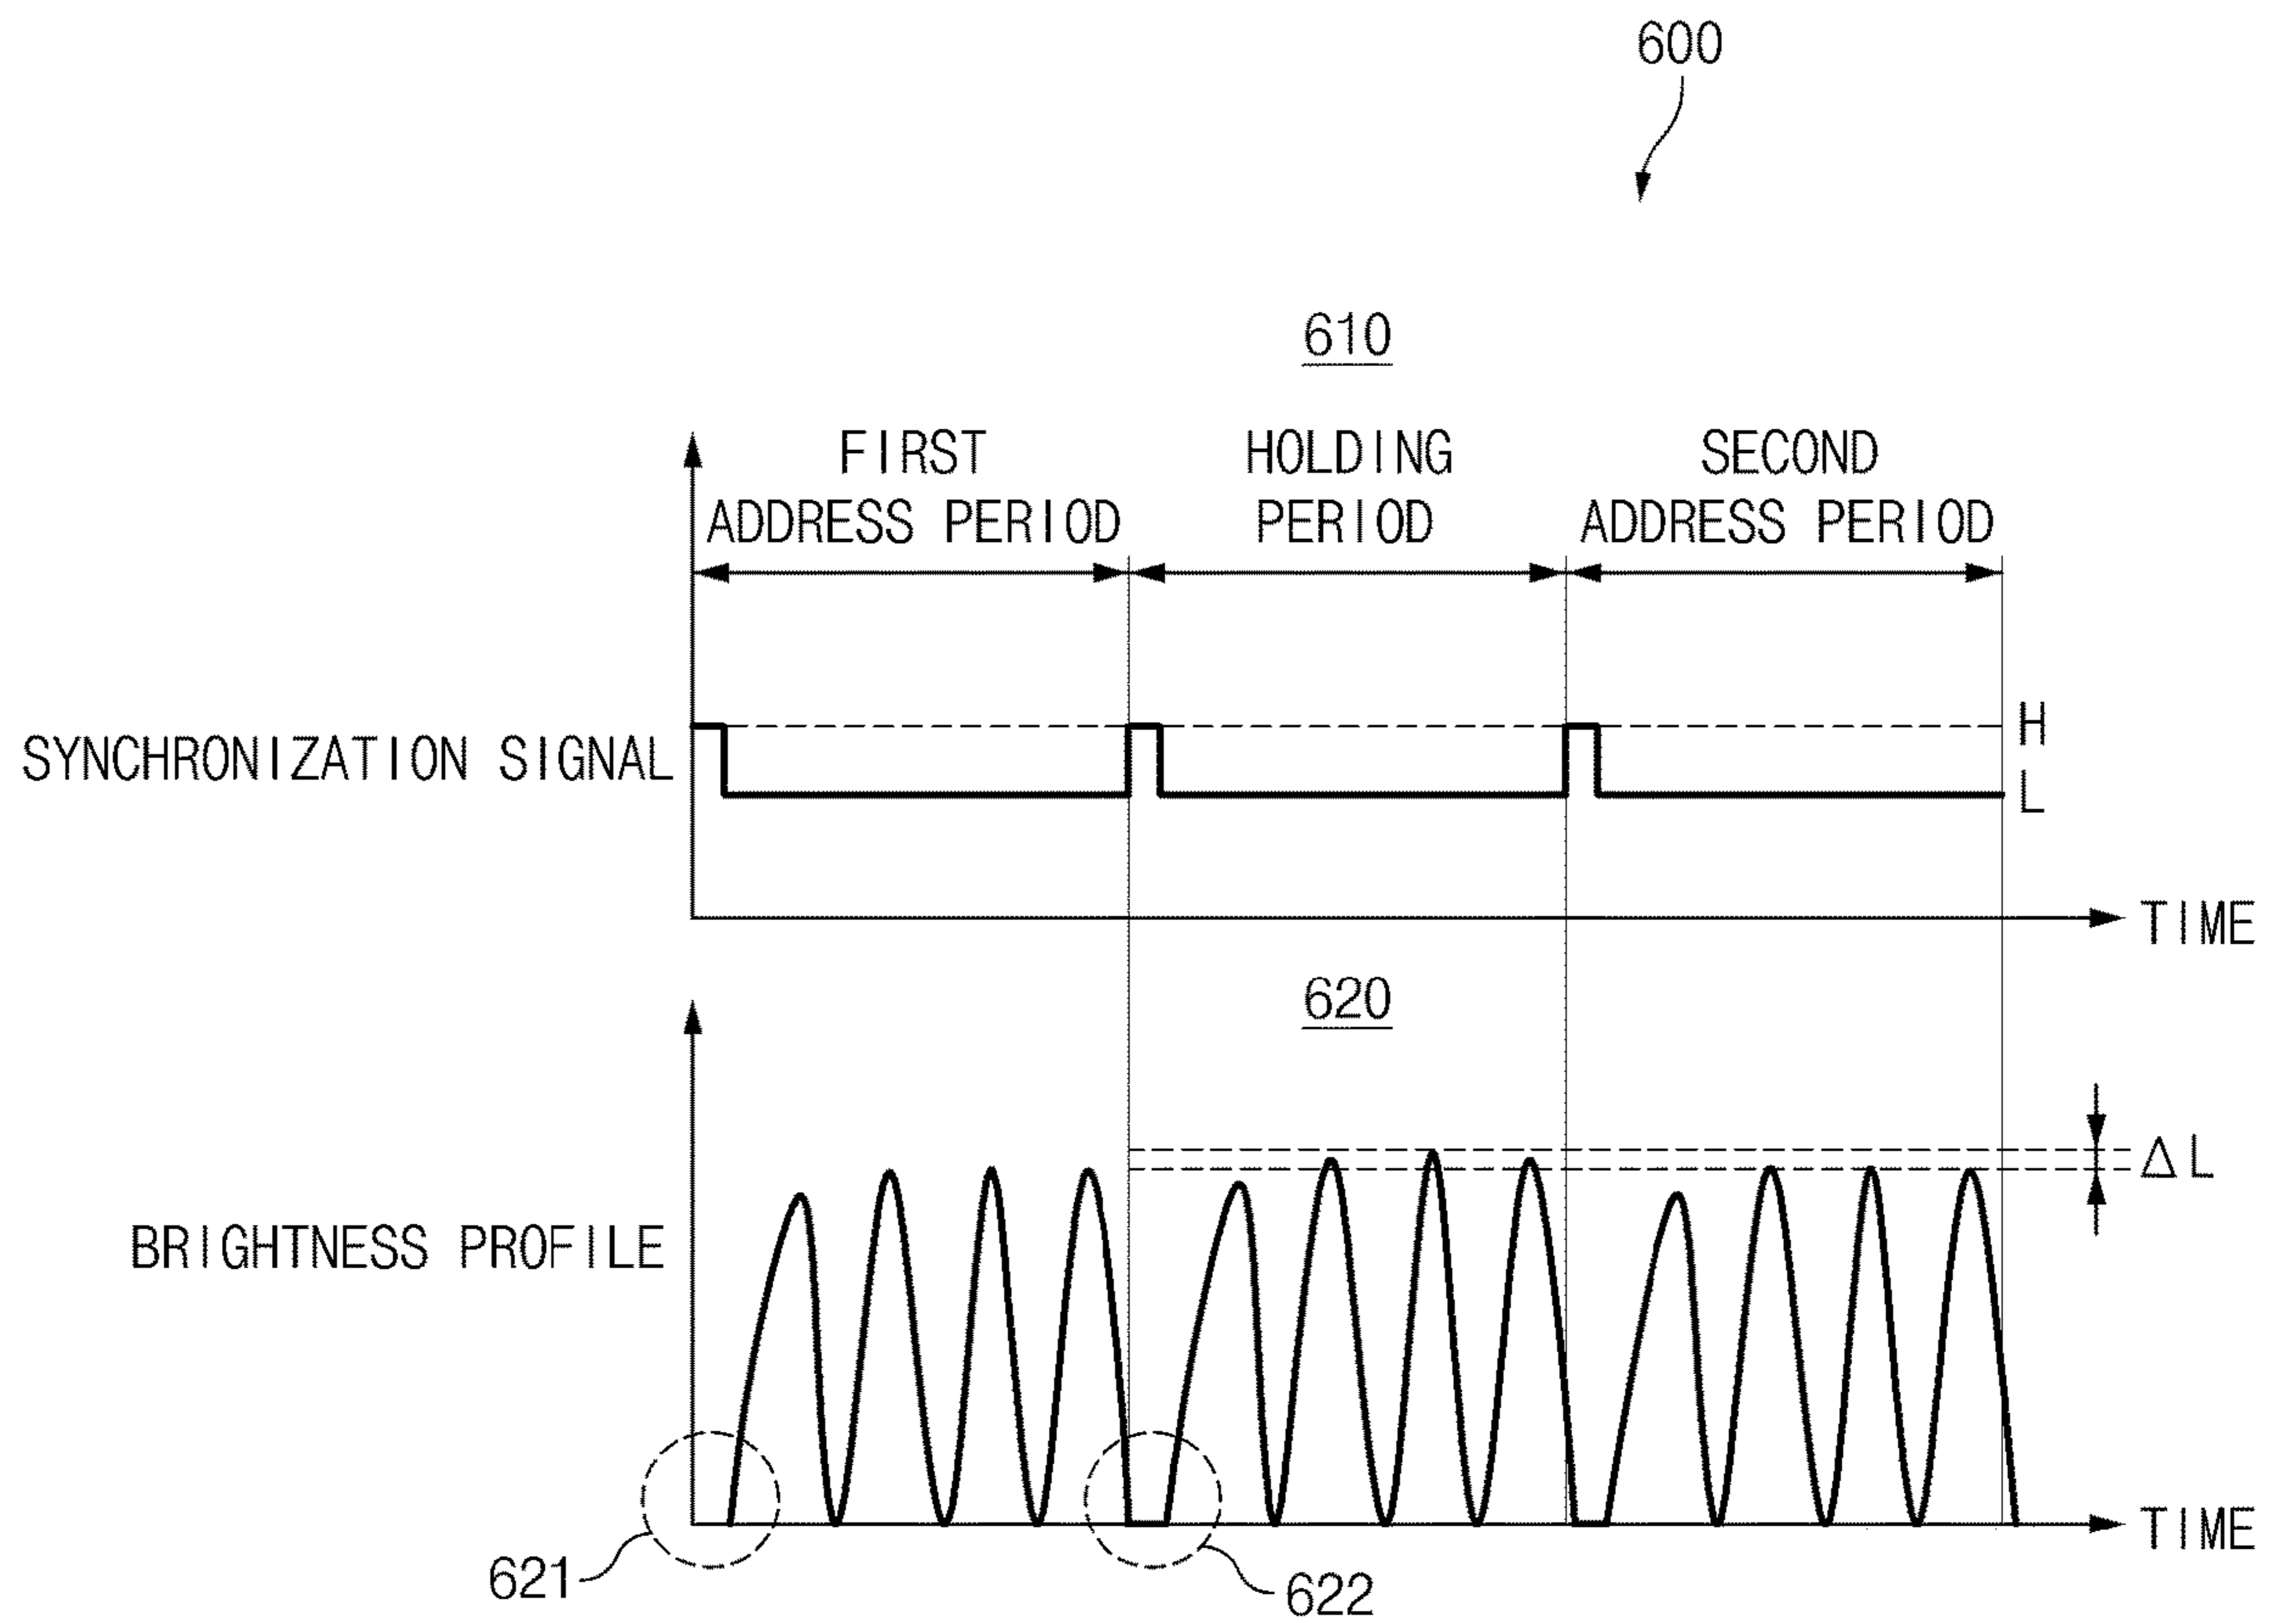 600
610
FIRST
ADDRESS PERIOD
HOLDING
PERIOD
SECOND
ADDRESS PERIOD
SYNCHRONIZATION SIGNAL
H
L
TIME
620
BRIGHTNESS PROFILE
ΔL
TIME
621
622